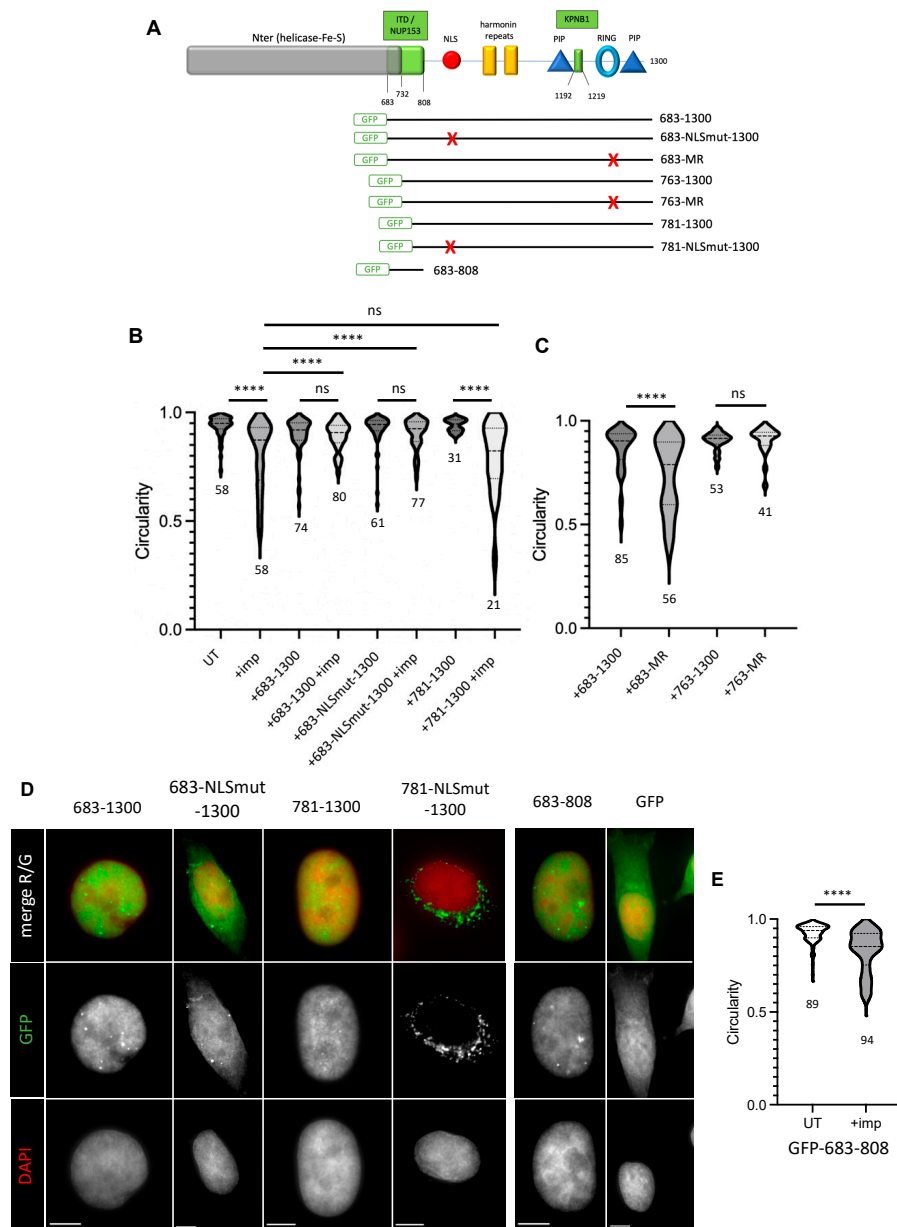 A
ITD /
NUP153
KPNB1
Nter (helicase-Fe-S)
NLS
harmonin
repeats
PIP
RING
PIP
1300
683
732
808
1192
1219
GFP
683-1300
GFP
X
683-NLSmut-1300
GFP
X
683-MR
GFP
763-1300
GFP
X
763-MR
GFP
781-1300
GFP
X
781-NLSmut-1300
GFP
683-808
B
ns
****
****
****
ns
ns
****
Circularity
1.0
0.5
0.0
58
58
74
80
61
77
31
21
UT
+imp
+683-1300
+683-1300 +imp
+683-NLSmut-1300
+683-NLSmut-1300 +imp
+781-1300
+781-1300 +imp
C
****
ns
Circularity
1.0
0.5
0.0
85
56
53
41
+683-1300
+683-MR
+763-1300
+763-MR
D
683-1300
683-NLSmut
-1300
781-1300
781-NLSmut
-1300
683-808
GFP
merge R/G
GFP
DAPI
E
****
Circularity
1.0
0.5
0.0
89
94
UT
+imp
GFP-683-808